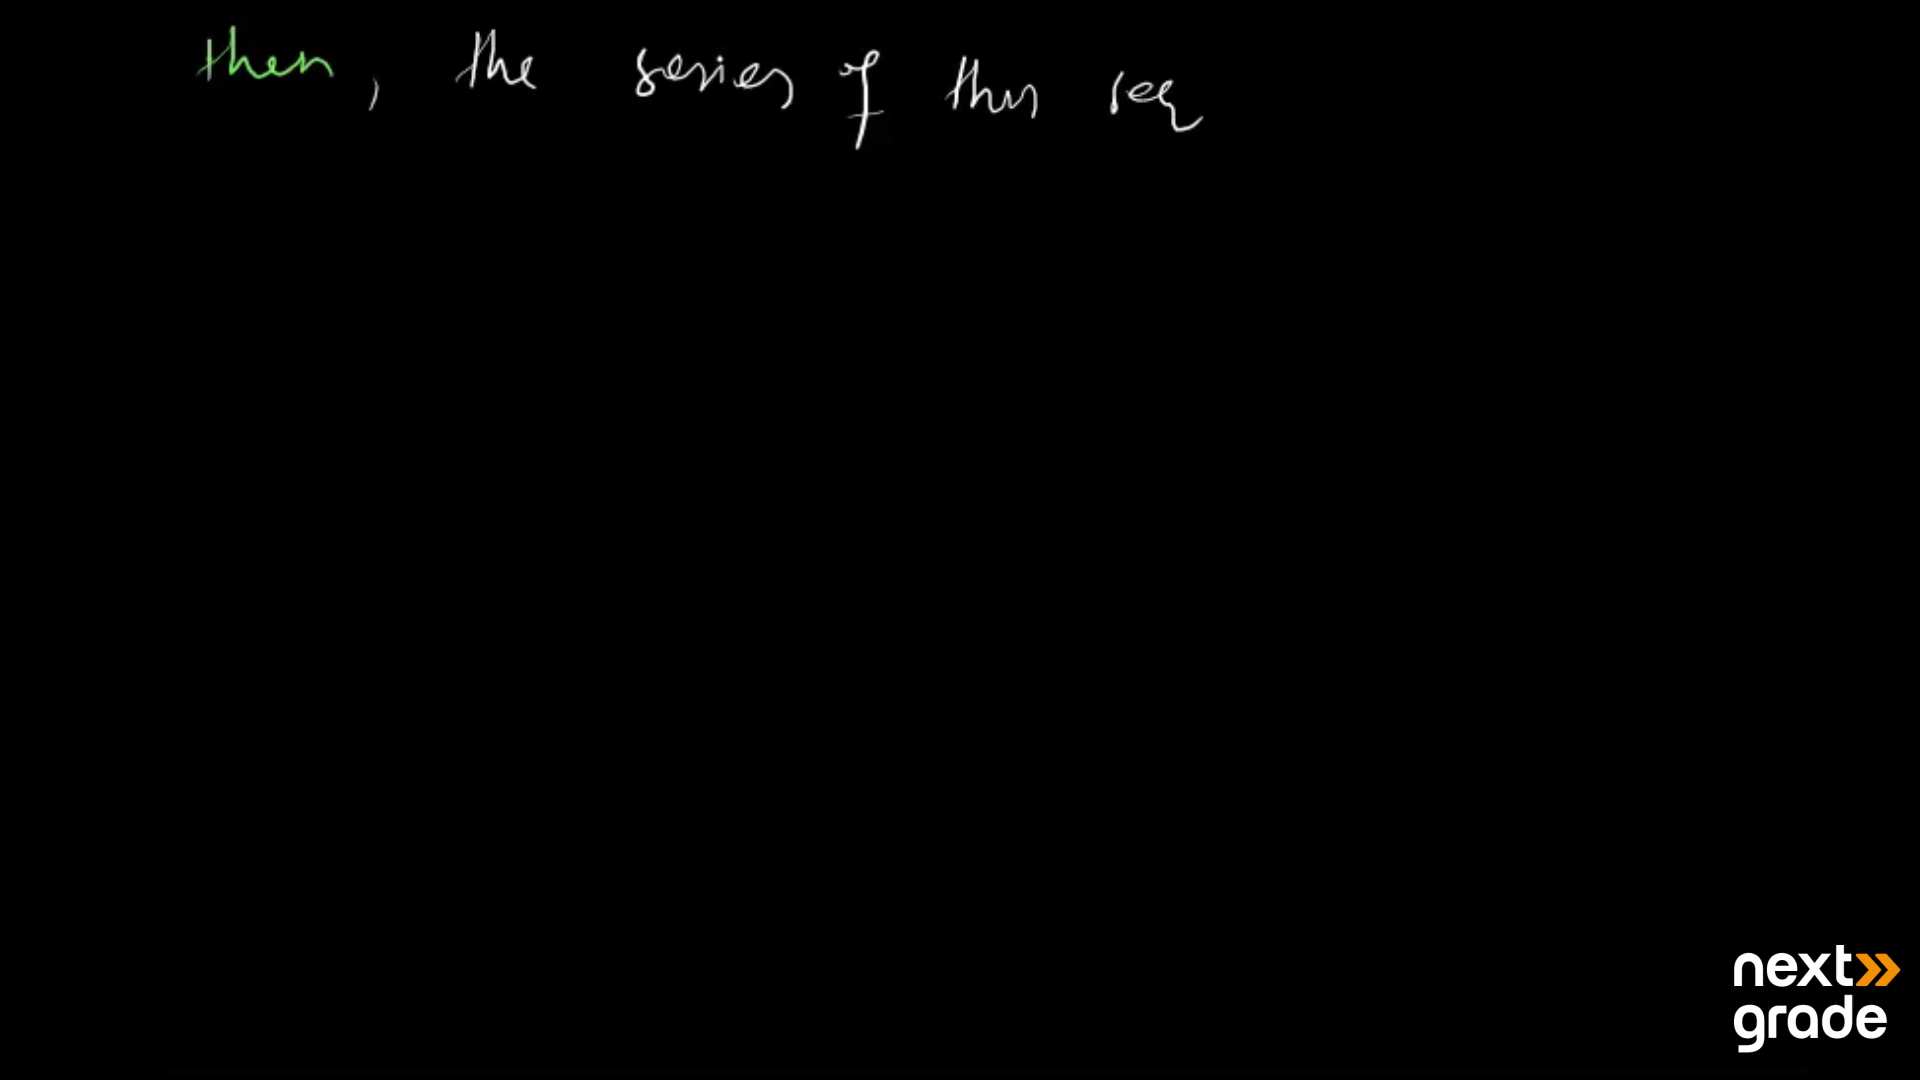 then, the series of this seq
next
grade